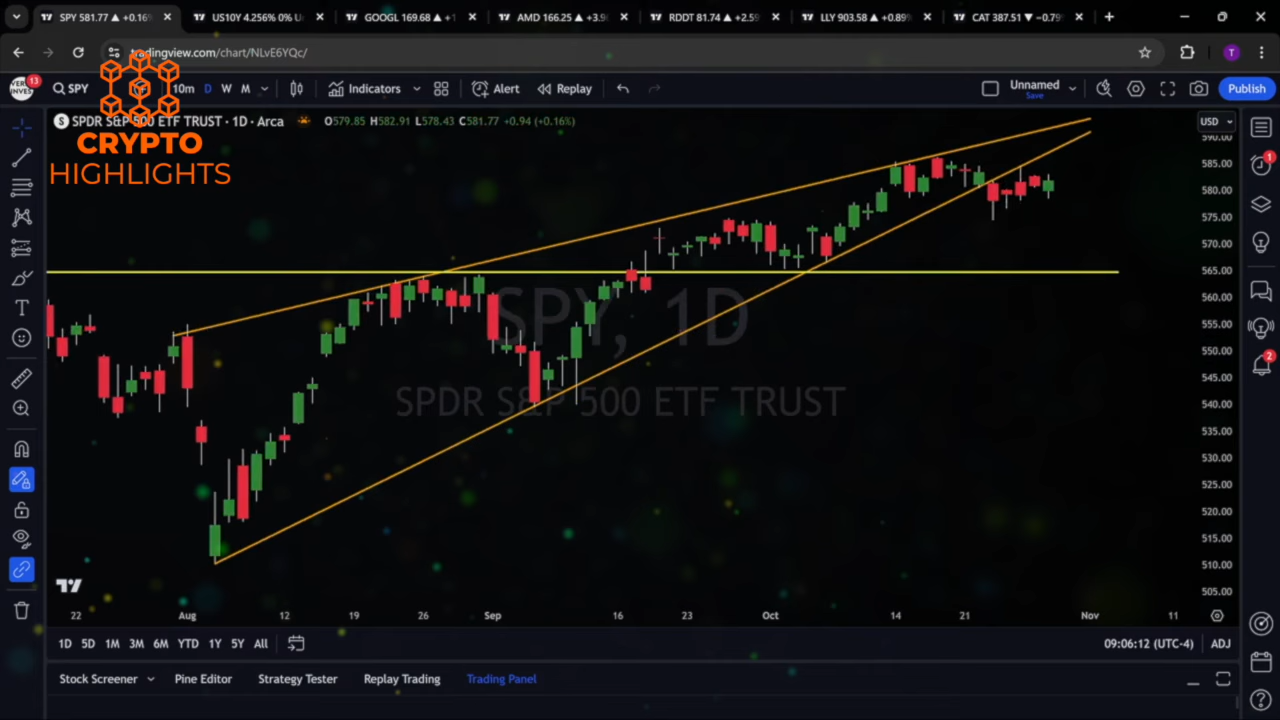 SPY 581.77 ▲ +0.16%
US10Y 4.256% 0% U
GOOGL 169.68 ▲ +1
AMD 166.25 ▲ +3.9
RDDT 81.74 ▲ +2.59
LLY 903.58 ▲ +0.89%
CAT 387.51 ▼ −0.79
tradingview.com/chart/NLvE6YQc/
T
13
SPY
10m
D
W
M
Indicators
Alert
Replay
Unnamed
Save
Publish
CRYPTO
HIGHLIGHTS
S SPDR S&P 500 ETF TRUST · 1D · Arca O579.85 H582.91 L578.43 C581.77 +0.94 (+0.16%)
USD
SPY, 1D
SPDR S&P 500 ETF TRUST
590.00
585.00
580.00
575.00
570.00
565.00
560.00
555.00
550.00
545.00
540.00
535.00
530.00
525.00
520.00
515.00
510.00
505.00
1
2
22 Aug 12 19 26 Sep 16 23 Oct 14 21 Nov 11
1D 5D 1M 3M 6M YTD 1Y 5Y All
09:06:12 (UTC-4) ADJ
Stock Screener
Pine Editor
Strategy Tester
Replay Trading
Trading Panel